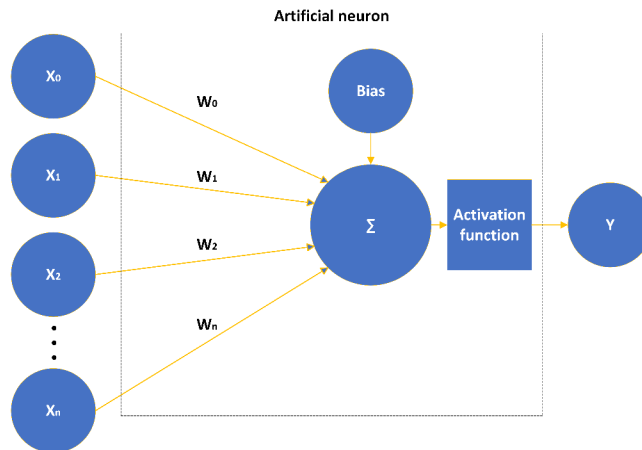 Artificial neuron
X₀
W₀
Bias
X₁
W₁
Σ
Activation
function
Y
X₂
W₂
Xₙ
Wₙ